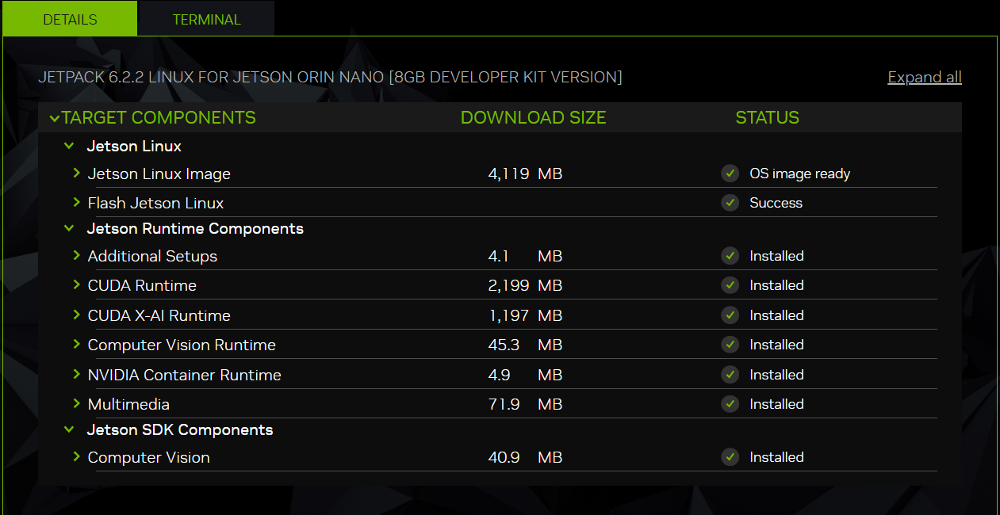 DETAILS TERMINAL
JETPACK 6.2.2 LINUX FOR JETSON ORIN NANO [8GB DEVELOPER KIT VERSION] Expand all
TARGET COMPONENTS DOWNLOAD SIZE STATUS
Jetson Linux
Jetson Linux Image 4,119 MB OS image ready
Flash Jetson Linux Success
Jetson Runtime Components
Additional Setups 4.1 MB Installed
CUDA Runtime 2,199 MB Installed
CUDA X-AI Runtime 1,197 MB Installed
Computer Vision Runtime 45.3 MB Installed
NVIDIA Container Runtime 4.9 MB Installed
Multimedia 71.9 MB Installed
Jetson SDK Components
Computer Vision 40.9 MB Installed